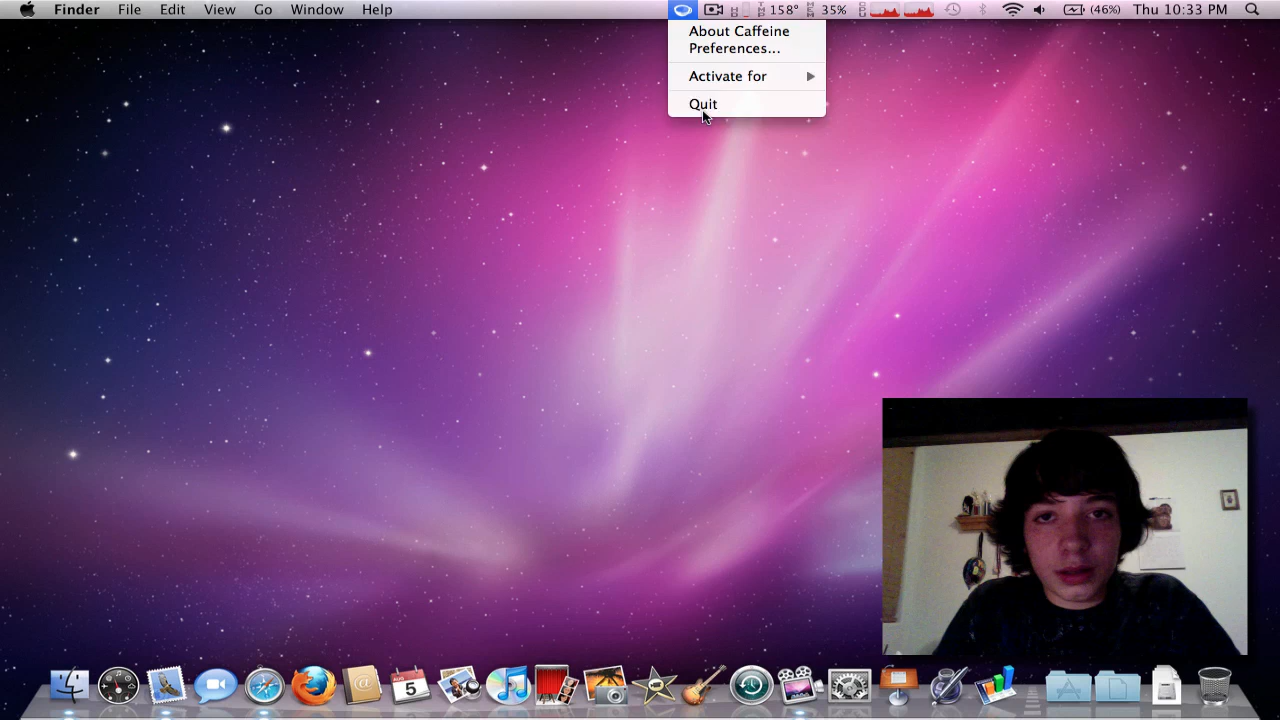 Finder File Edit View Go Window Help 158° 35% (46%) Thu 10:33 PM
About Caffeine
Preferences...
Activate for
Quit
AUG
5